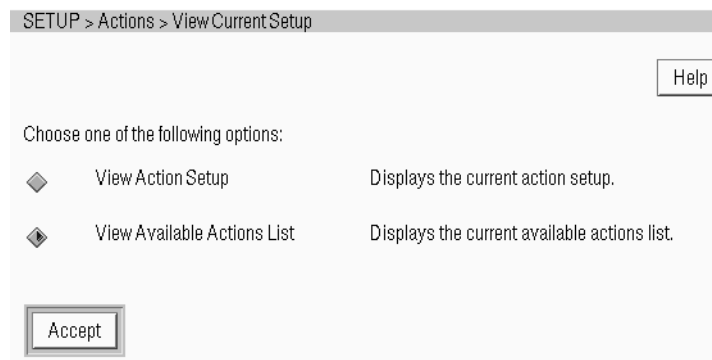 SETUP > Actions > View Current Setup
Help
Choose one of the following options:
View Action Setup Displays the current action setup.
View Available Actions List Displays the current available actions list.
Accept